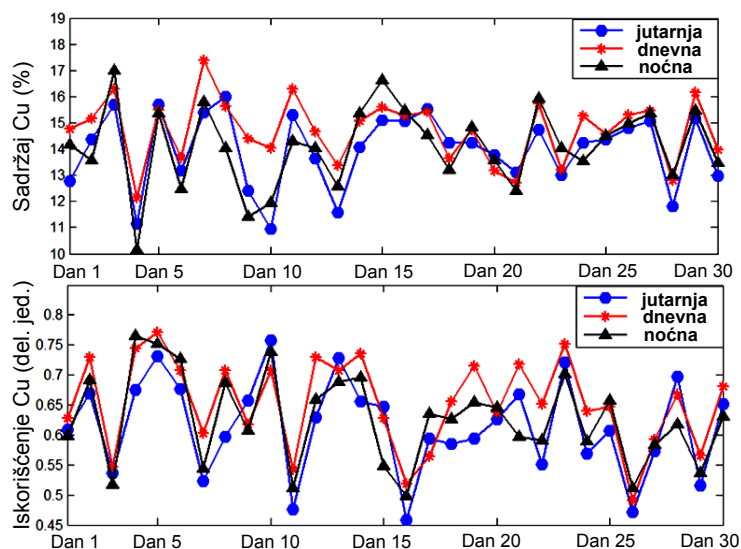 Sadržaj Cu (%)
19
18
17
16
15
14
13
12
11
10
jutarnja
dnevna
noćna
Dan 1 Dan 5 Dan 10 Dan 15 Dan 20 Dan 25 Dan 30
Iskorišćenje Cu (del. jed.)
0.8
0.75
0.7
0.65
0.6
0.55
0.5
0.45
jutarnja
dnevna
noćna
Dan 1 Dan 5 Dan 10 Dan 15 Dan 20 Dan 25 Dan 30